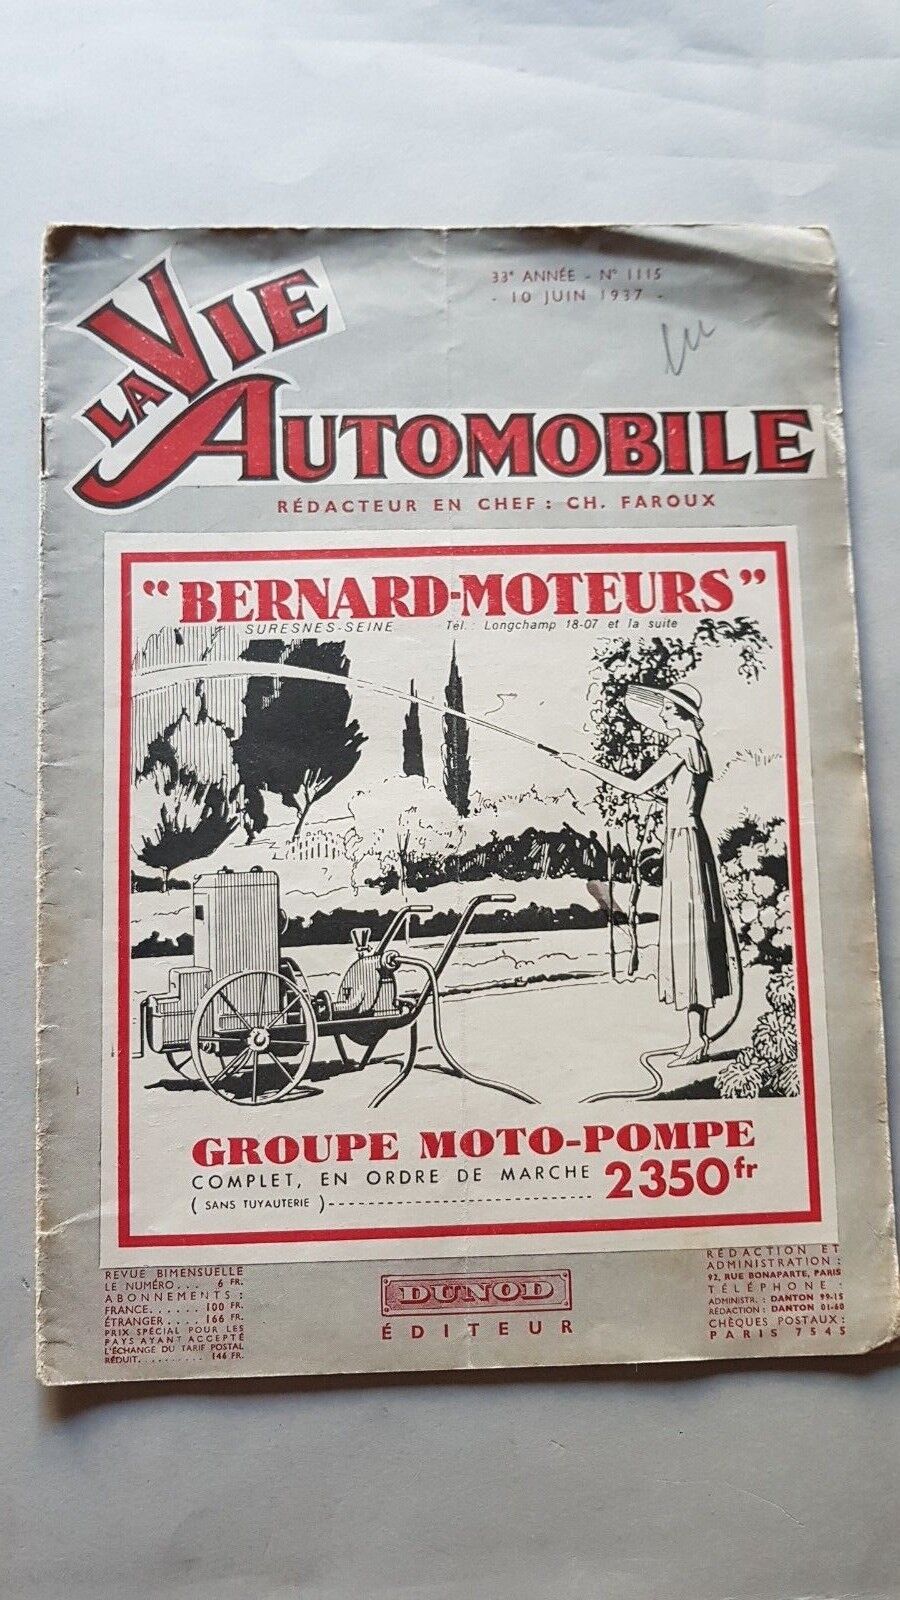 33e ANNÉE - N° 1115
- 10 JUIN 1937 -
LA VIE
AUTOMOBILE
RÉDACTEUR EN CHEF : CH. FAROUX
"BERNARD-MOTEURS"
SURESNES-SEINE Tél. : Longchamp 18-07 et la suite
GROUPE MOTO-POMPE
COMPLET, EN ORDRE DE MARCHE 2350 fr
( SANS TUYAUTERIE )
REVUE BIMENSUELLE
LE NUMÉRO... 6 FR.
ABONNEMENTS :
FRANCE...... 100 FR.
ÉTRANGER.... 166 FR.
PRIX SPÉCIAL POUR LES
PAYS AYANT ACCEPTÉ
L'ÉCHANGE DU TARIF POSTAL
RÉDUIT.......... 146 FR.
DUNOD
ÉDITEUR
RÉDACTION ET
ADMINISTRATION :
92, RUE BONAPARTE, PARIS
TÉLÉPHONE :
ADMINISTR. : DANTON 99-15
RÉDACTION : DANTON 01-60
CHÈQUES POSTAUX :
PARIS 7545